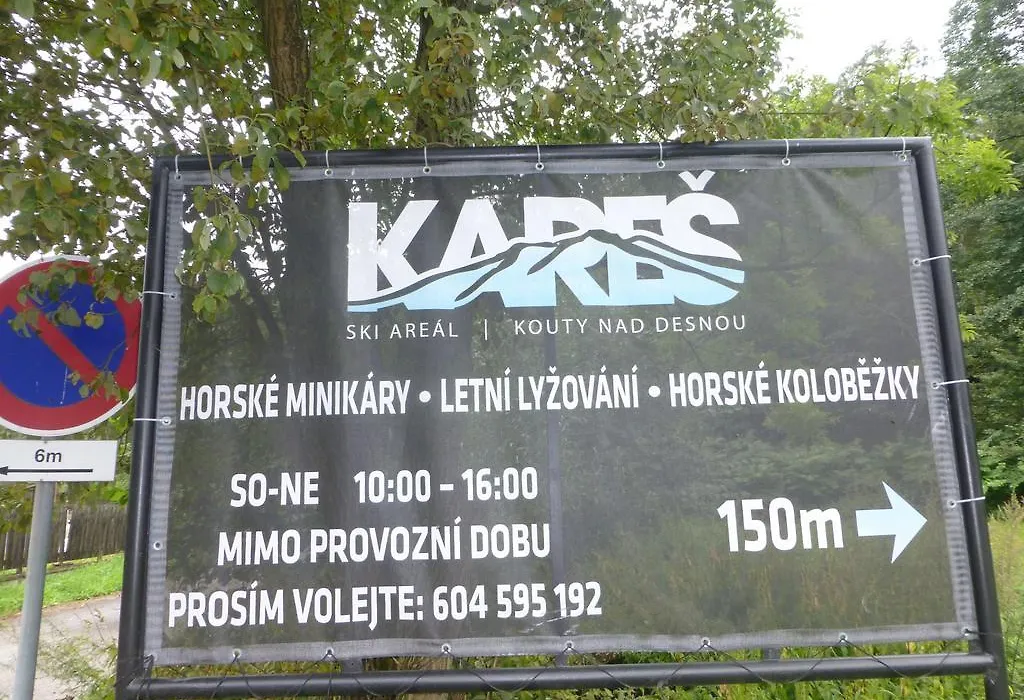 KAREŠ
SKI AREÁL | KOUTY NAD DESNOU
HORSKÉ MINIKÁRY • LETNÍ LYŽOVÁNÍ • HORSKÉ KOLOBĚŽKY
SO-NE 10:00 – 16:00
MIMO PROVOZNÍ DOBU
PROSÍM VOLEJTE: 604 595 192
150m
6m